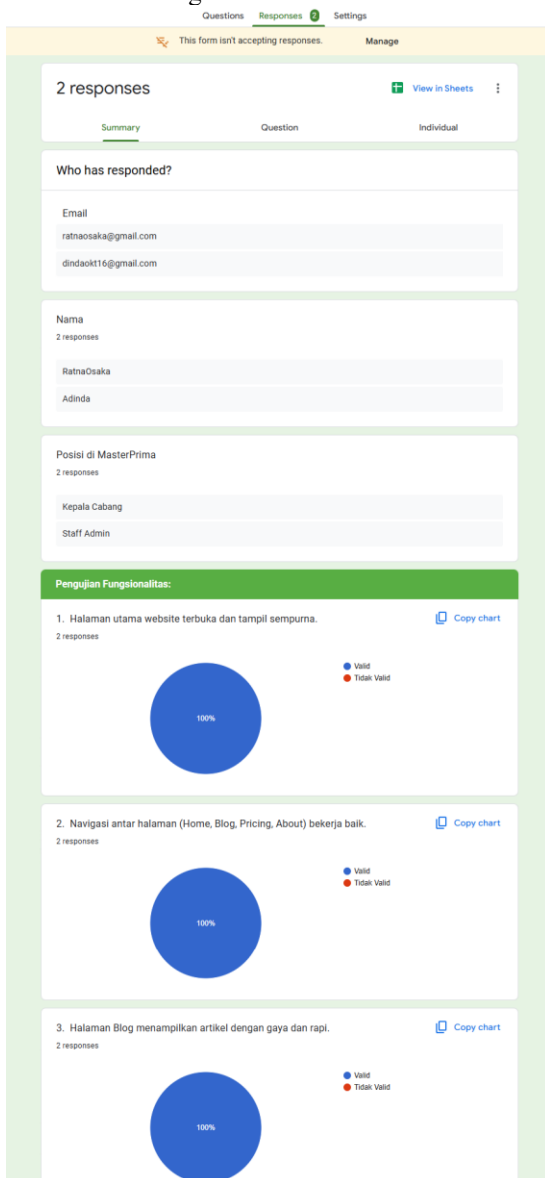 Questions Responses 2 Settings
This form isn't accepting responses. Manage
2 responses View in Sheets
Summary Question Individual
Who has responded?
Email
ratnaosaka@gmail.com
dindaokt16@gmail.com
Nama
2 responses
RatnaOsaka
Adinda
Posisi di MasterPrima
2 responses
Kepala Cabang
Staff Admin
Pengujian Fungsionalitas:
1. Halaman utama website terbuka dan tampil sempurna. Copy chart
2 responses
Valid
Tidak Valid
100%
2. Navigasi antar halaman (Home, Blog, Pricing, About) bekerja baik. Copy chart
2 responses
Valid
Tidak Valid
100%
3. Halaman Blog menampilkan artikel dengan gaya dan rapi. Copy chart
2 responses
Valid
Tidak Valid
100%